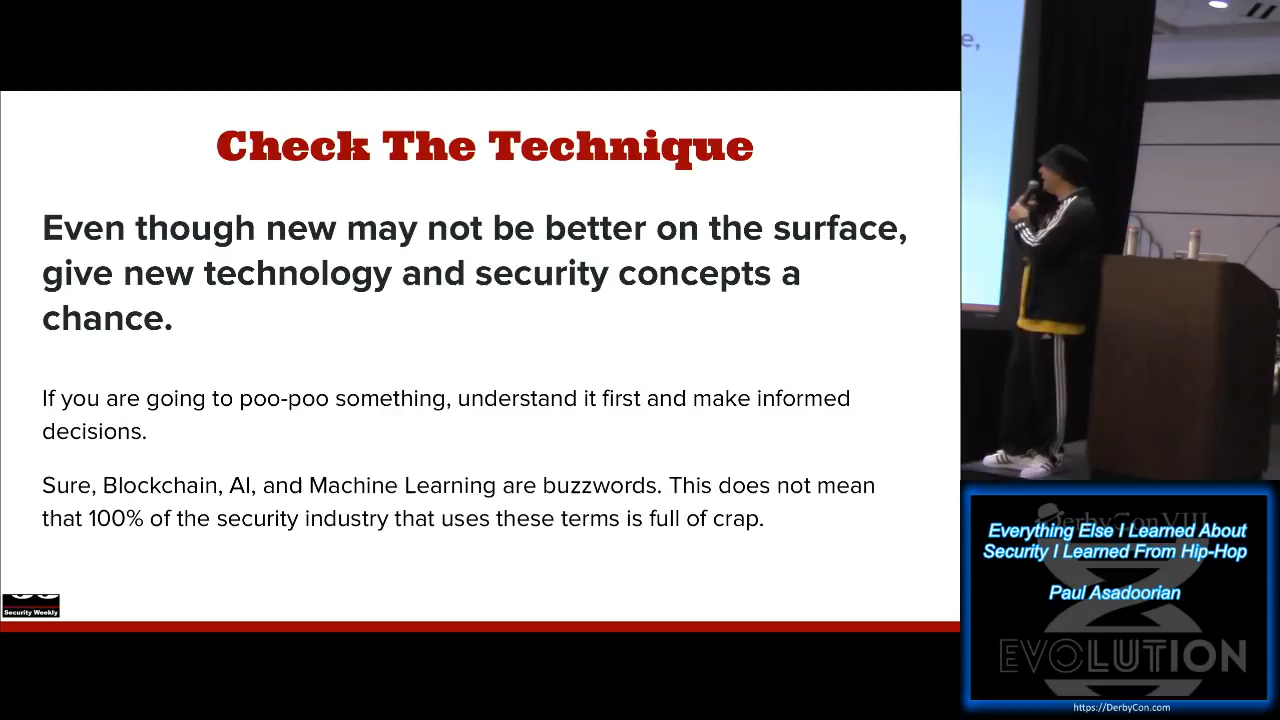 Check The Technique
Even though new may not be better on the surface,
give new technology and security concepts a
chance.
If you are going to poo-poo something, understand it first and make informed
decisions.
Sure, Blockchain, AI, and Machine Learning are buzzwords. This does not mean
that 100% of the security industry that uses these terms is full of crap.
Security Weekly
e,
DerbyCon VIII
Everything Else I Learned About
Security I Learned From Hip-Hop
Paul Asadoorian
EVOLUTION
https://DerbyCon.com